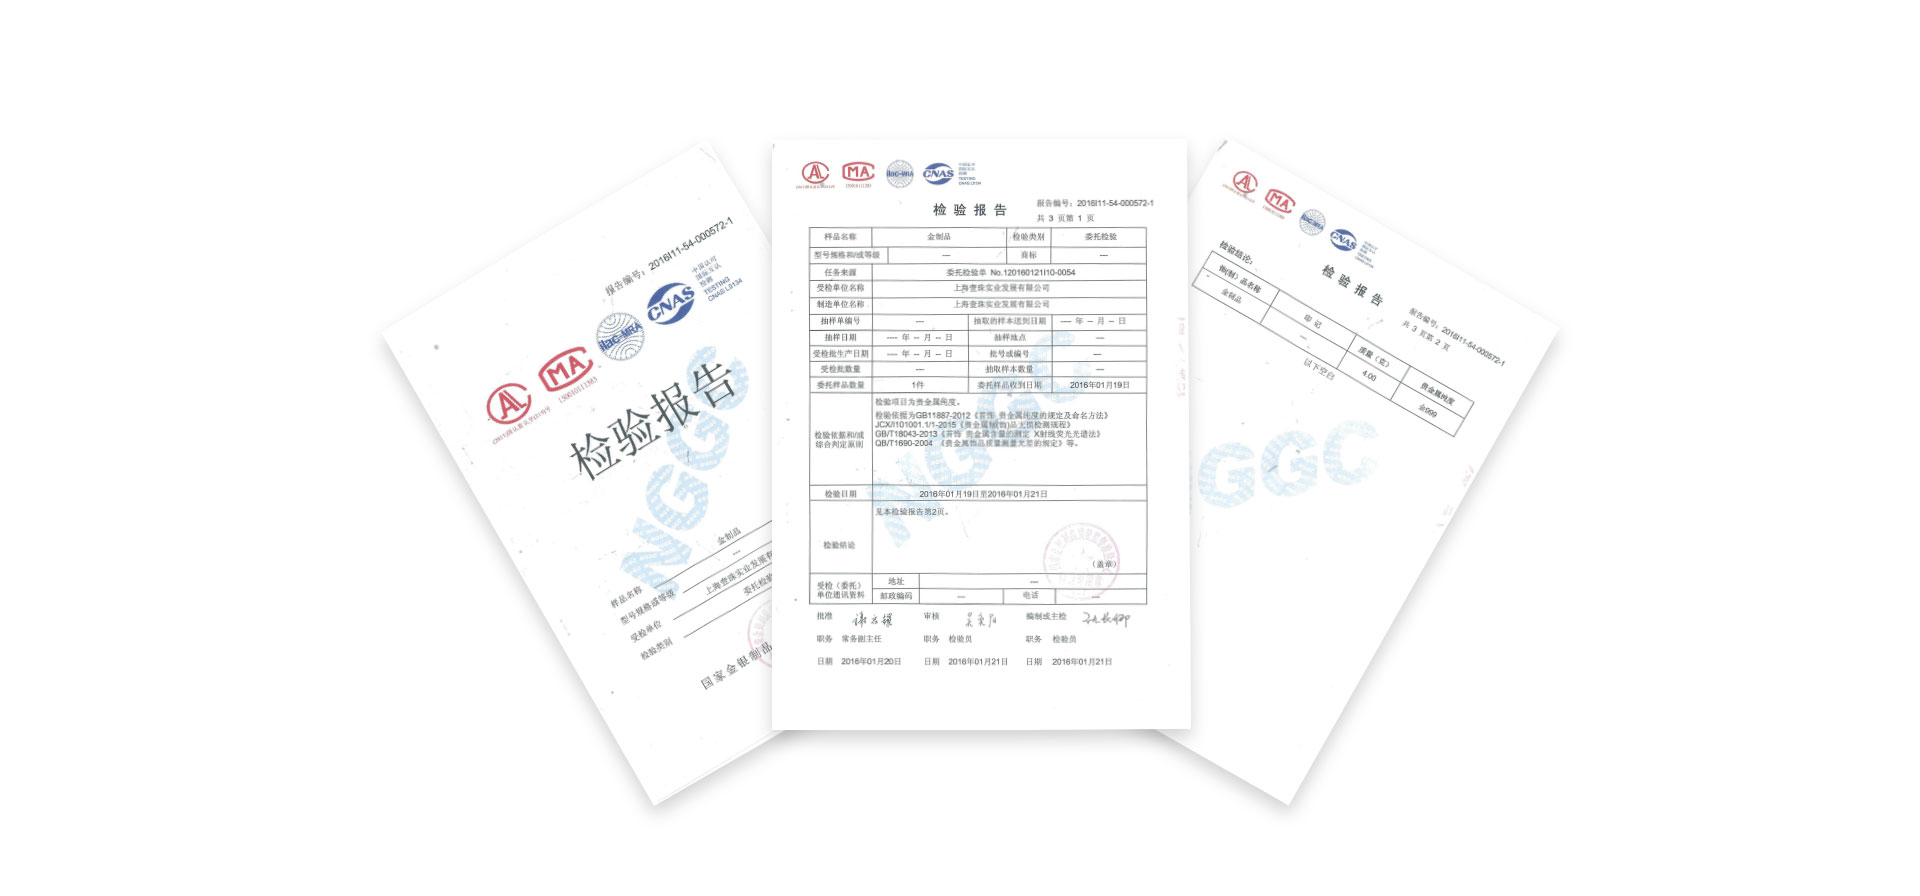 报告编号：2016I11-54-000572-1
中国认可
国际互认
检测
TESTING
CNAS L0134
CNAS
ilac-MRA
MA
150010111383
AL
检验报告
NGGC
样品名称 金制品
型号规格或等级 ---
受检单位 上海壹珠实业发展有
检验类别 委托检验
国家金银制品
AL
MA
150010111383
ilac-MRA
CNAS
TESTING
检 验 报 告
报告编号：2016I11-54-000572-1
共 3 页第 1 页
样品名称 金制品 检验类别 委托检验
型号规格和/或等级 --- 商标 ---
任务来源 委托检验单 No.120160121I10-0054
受检单位名称 上海壹珠实业发展有限公司
制造单位名称 上海壹珠实业发展有限公司
抽样单编号 --- 抽取的样本送到日期 ---- 年 -- 月 -- 日
抽样日期 ---- 年 -- 月 -- 日 抽样地点 ---
受检批生产日期 ---- 年 -- 月 -- 日 批号或编号 ---
受检批数量 --- 抽取样本数量 ---
委托样品数量 1件 委托样品收到日期 2016年01月19日
检验依据和/或综合判定原则
检验项目为贵金属纯度。
检验依据为GB11887-2012《首饰 贵金属纯度的规定及命名方法》
JCX/I101001.1/1-2015《贵金属制(饰)品无损检测规程》
GB/T18043-2013《首饰 贵金属含量的测定 X射线荧光光谱法》
QB/T1690-2004 《贵金属饰品质量测量允差的规定》等。
检验日期 2016年01月19日至2016年01月21日
检验结论 见本检验报告第2页。
（盖章）
受检（委托）单位通讯资料 地址 ---
邮政编码 --- 电话 ---
批准 审核 编制或主检
职务 常务副主任 职务 检验员 职务 检验员
日期 2016年01月20日 日期 2016年01月21日 日期 2016年01月21日
NGGC
AL
MA
ilac-MRA
CNAS
检 验 报 告
报告编号：2016I11-54-000572-1
共 3 页第 2 页
检验结论：
饰(制）品名称 印 记 质量（克） 贵金属纯度
金制品 --- 4.00 金999
以下空白
GGC